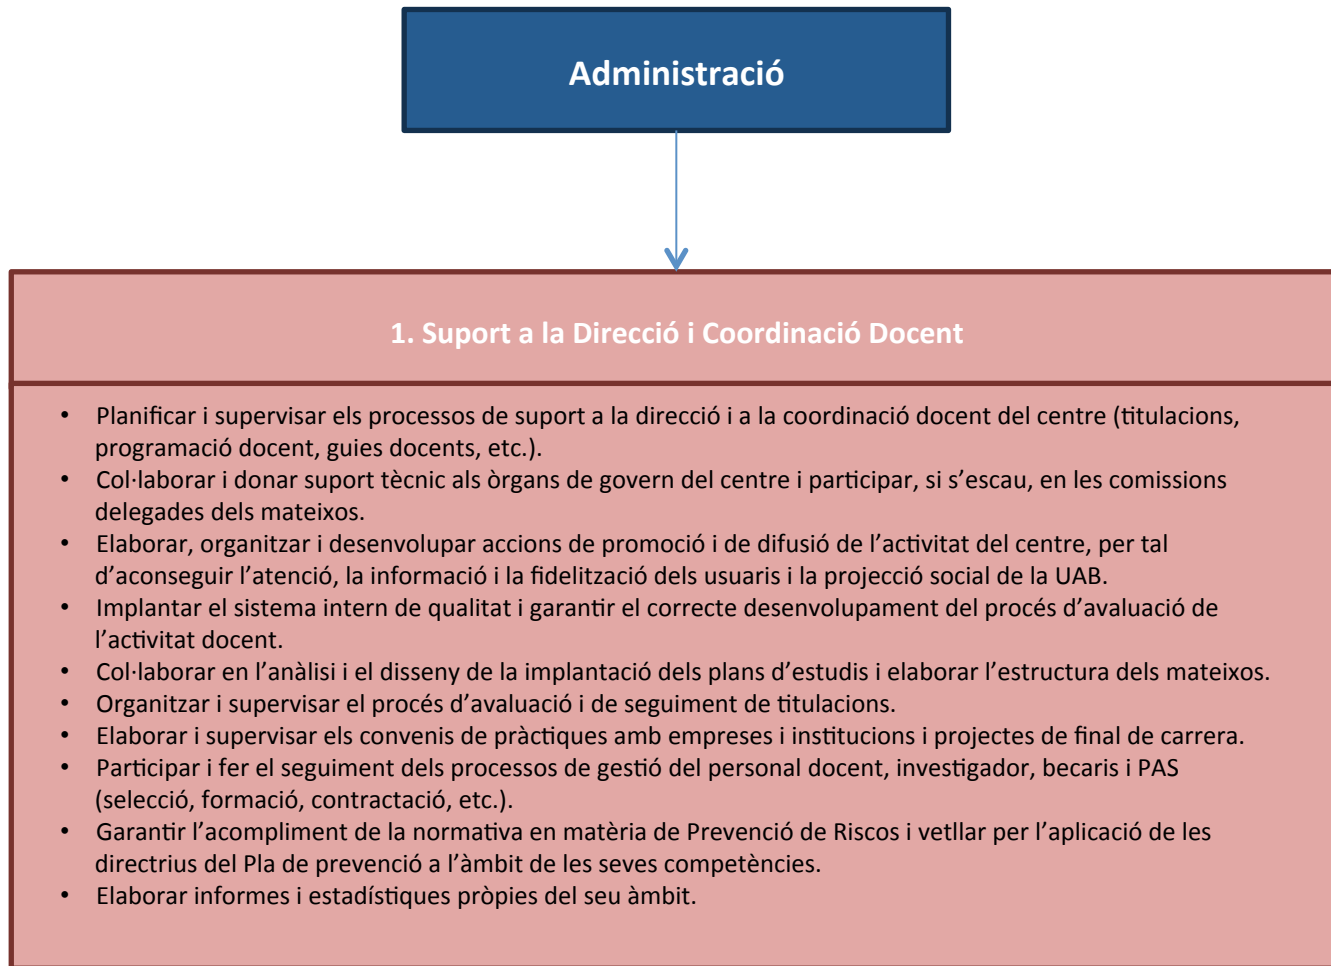 Administració
1. Suport a la Direcció i Coordinació Docent
• Planificar i supervisar els processos de suport a la direcció i a la coordinació docent del centre (titulacions,
programació docent, guies docents, etc.).
• Col·laborar i donar suport tècnic als òrgans de govern del centre i participar, si s’escau, en les comissions
delegades dels mateixos.
• Elaborar, organitzar i desenvolupar accions de promoció i de difusió de l’activitat del centre, per tal
d’aconseguir l’atenció, la informació i la fidelització dels usuaris i la projecció social de la UAB.
• Implantar el sistema intern de qualitat i garantir el correcte desenvolupament del procés d’avaluació de
l’activitat docent.
• Col·laborar en l’anàlisi i el disseny de la implantació dels plans d’estudis i elaborar l’estructura dels mateixos.
• Organitzar i supervisar el procés d’avaluació i de seguiment de titulacions.
• Elaborar i supervisar els convenis de pràctiques amb empreses i institucions i projectes de final de carrera.
• Participar i fer el seguiment dels processos de gestió del personal docent, investigador, becaris i PAS
(selecció, formació, contractació, etc.).
• Garantir l’acompliment de la normativa en matèria de Prevenció de Riscos i vetllar per l’aplicació de les
directrius del Pla de prevenció a l’àmbit de les seves competències.
• Elaborar informes i estadístiques pròpies del seu àmbit.